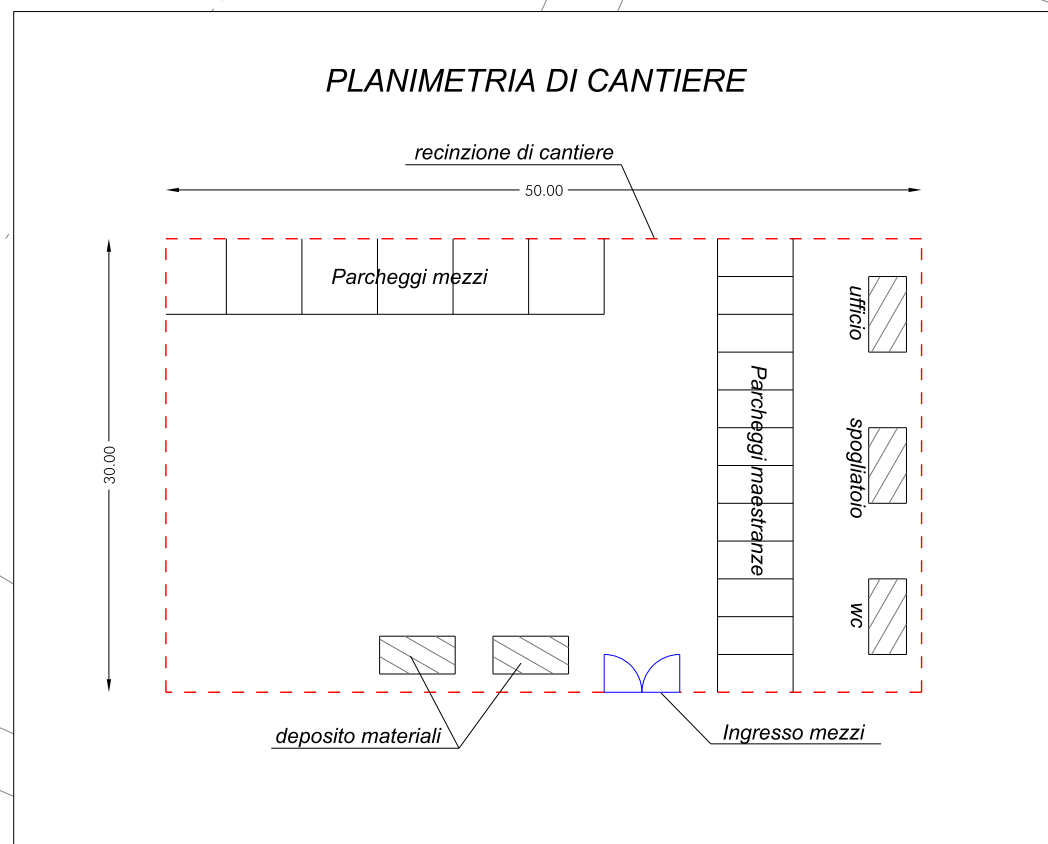 PLANIMETRIA DI CANTIERE
recinzione di cantiere
50.00
Parcheggi mezzi
ufficio
30.00
Parcheggi maestranze
spogliatoio
wc
deposito materiali
Ingresso mezzi